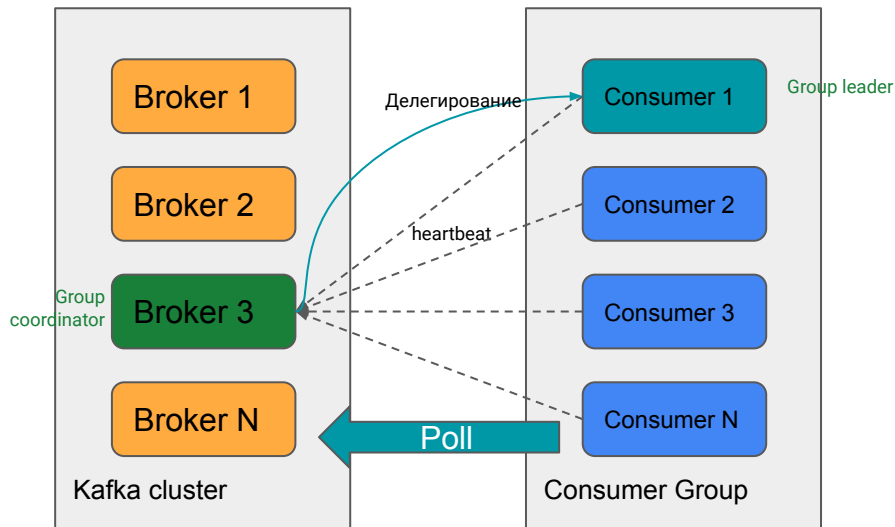 Broker 1
Broker 2
Group
coordinator
Broker 3
Broker N
Kafka cluster
Делегирование
heartbeat
Poll
Consumer 1
Group leader
Consumer 2
Consumer 3
Consumer N
Consumer Group